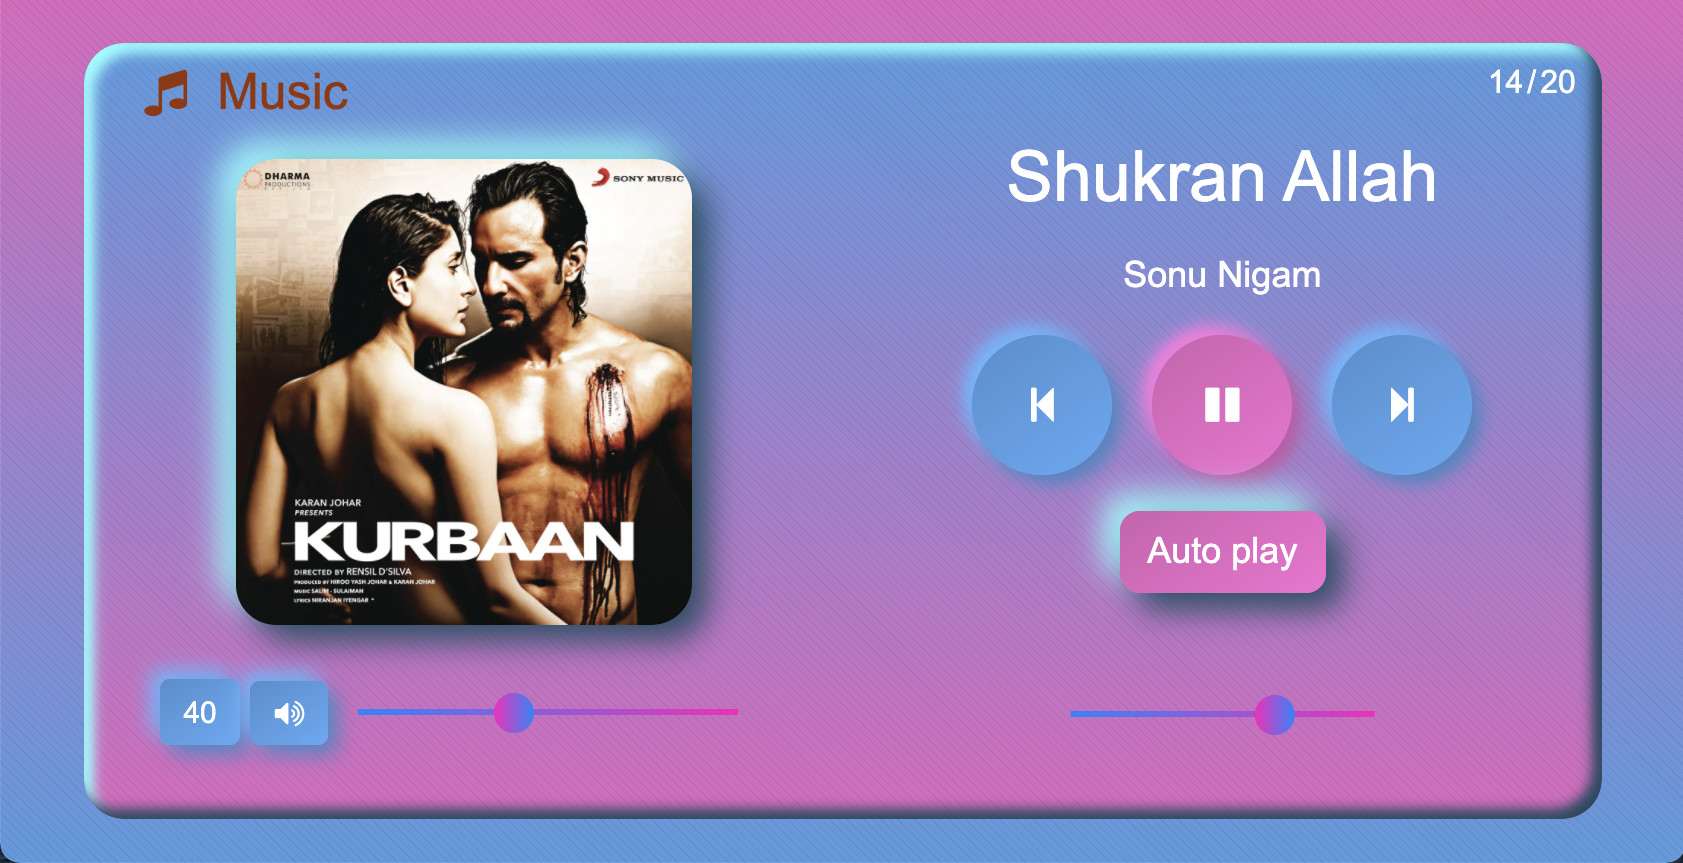 Music
14/20
DHARMA
PRODUCTIONS
SONY MUSIC
KARAN JOHAR
PRESENTS
KURBAAN
DIRECTED BY RENSIL D'SILVA
PRODUCED BY HIROO YASH JOHAR & KARAN JOHAR
MUSIC SALIM - SULAIMAN
LYRICS NIRANJAN IYENGAR
Shukran Allah
Sonu Nigam
Auto play
40